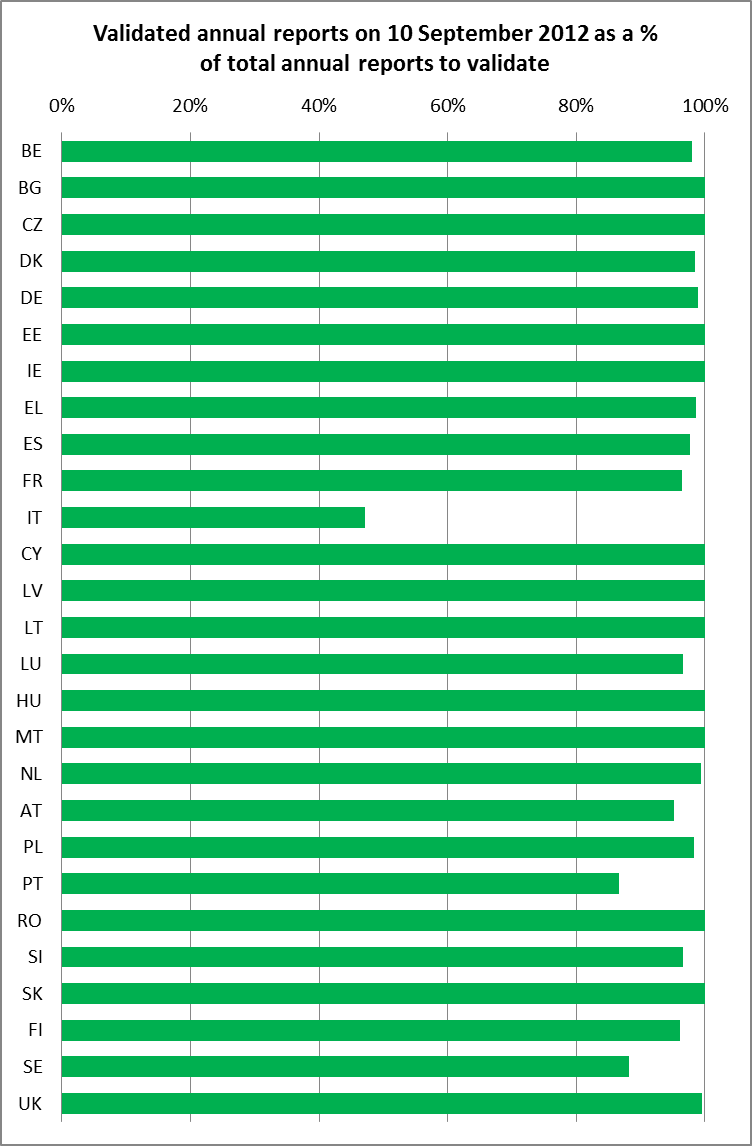 Validated annual reports on 10 September 2012 as a %
of total annual reports to validate
0% 20% 40% 60% 80% 100%
BE
BG
CZ
DK
DE
EE
IE
EL
ES
FR
IT
CY
LV
LT
LU
HU
MT
NL
AT
PL
PT
RO
SI
SK
FI
SE
UK